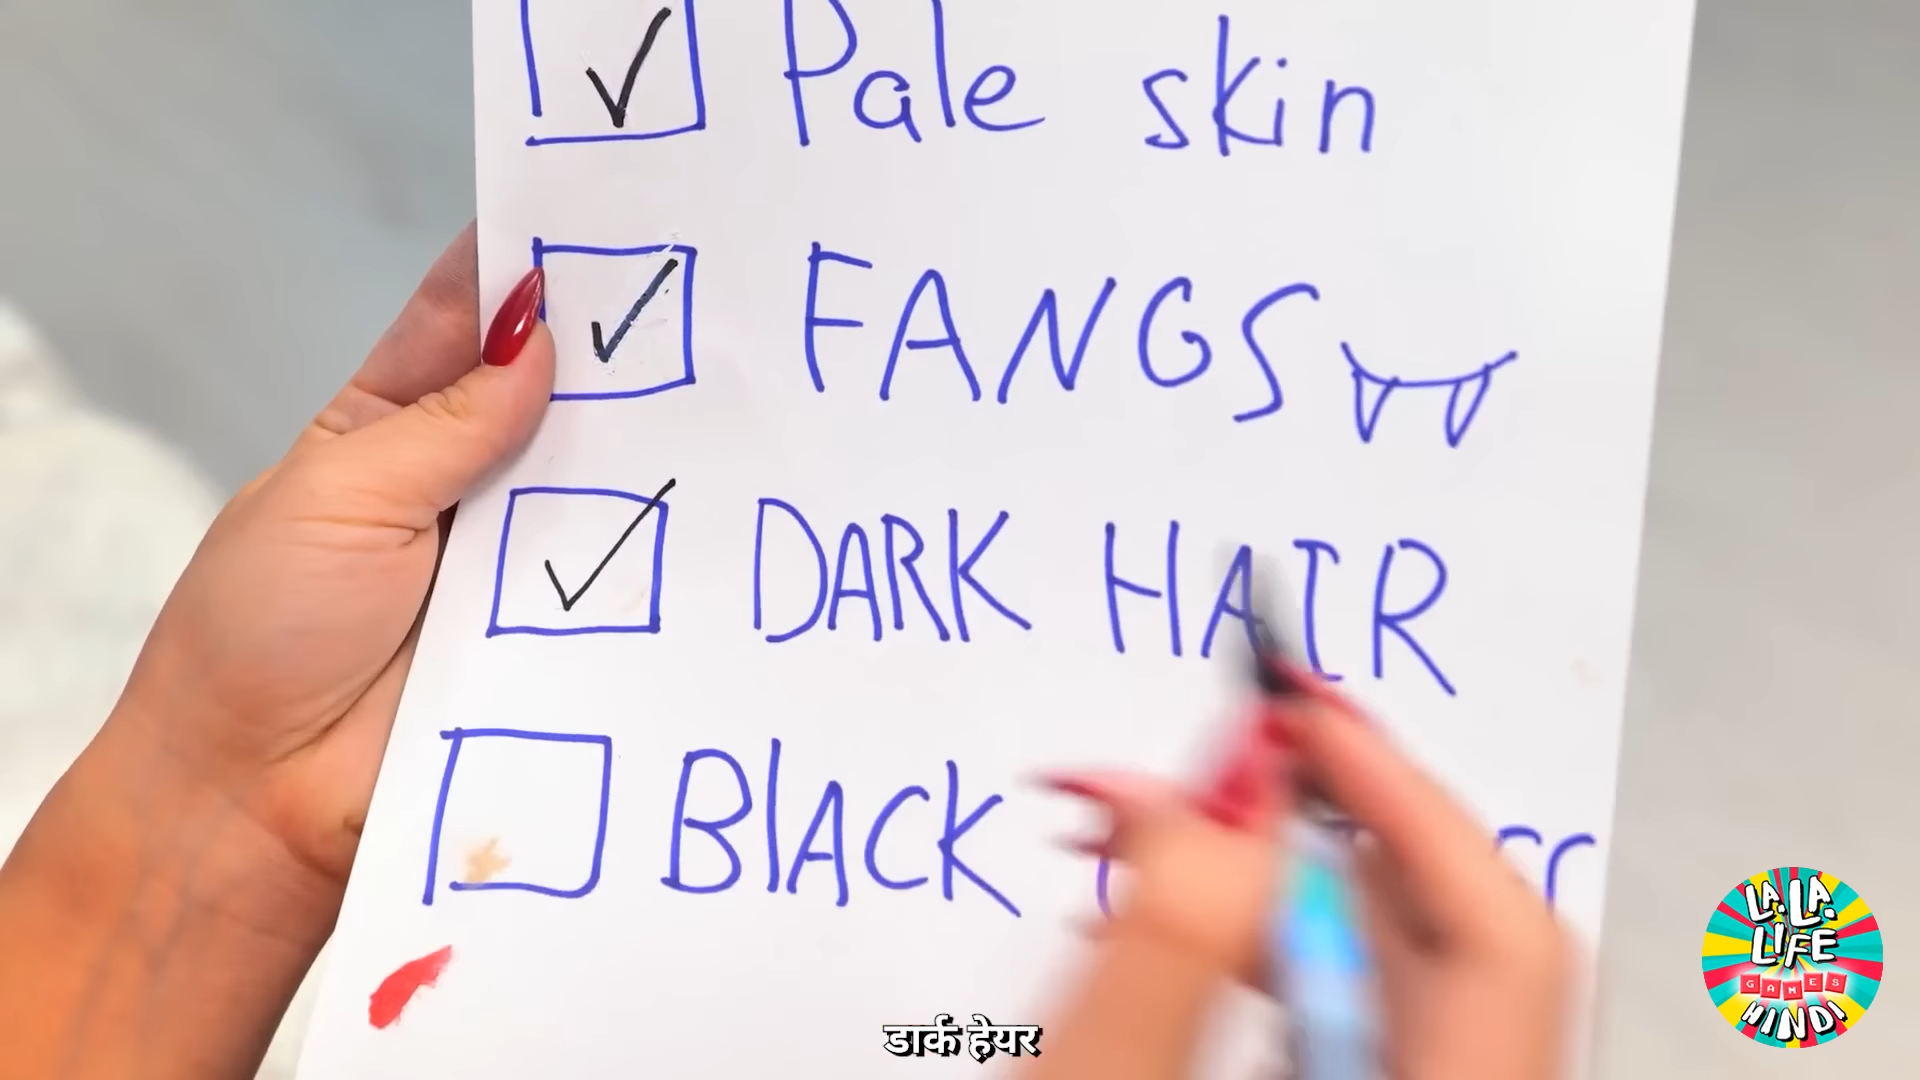 Pale skin
FANGS
DARK HAIR
BlACK
डार्क हेयर
LA. LA.
LIFE
GAMES
HINDI